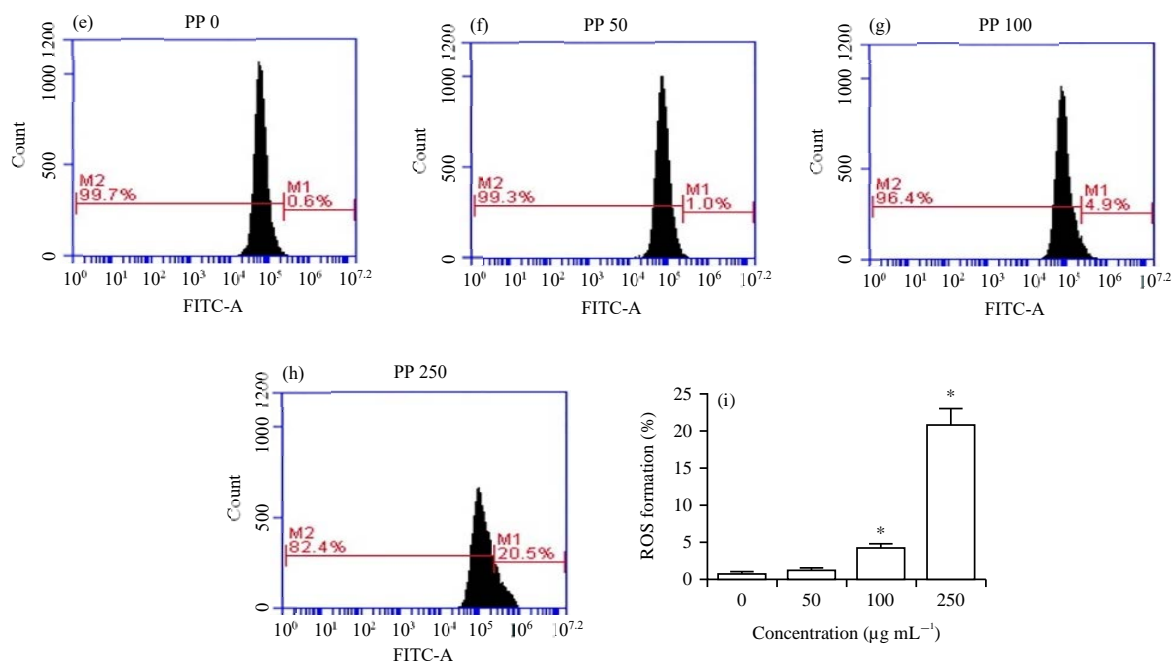 (e) PP 0
1200
1000
500
0
Count
M2
99.7%
M1
0.6%
10⁰ 10¹ 10² 10³ 10⁴ 10⁵ 10⁶ 10⁷·²
FITC-A
(f) PP 50
1200
1000
500
0
Count
M2
99.3%
M1
1.0%
10⁰ 10¹ 10² 10³ 10⁴ 10⁵ 10⁶ 10⁷·²
FITC-A
(g) PP 100
1200
1000
500
0
Count
M2
96.4%
M1
4.9%
10⁰ 10¹ 10² 10³ 10⁴ 10⁵ 10⁶ 10⁷·²
FITC-A
(h) PP 250
1200
1000
500
0
Count
M2
82.4%
M1
20.5%
10⁰ 10¹ 10² 10³ 10⁴ 10⁵ 10⁶ 10⁷·²
FITC-A
(i)
25
20
15
10
5
0
ROS formation (%)
*
*
0 50 100 250
Concentration (µg mL⁻¹)